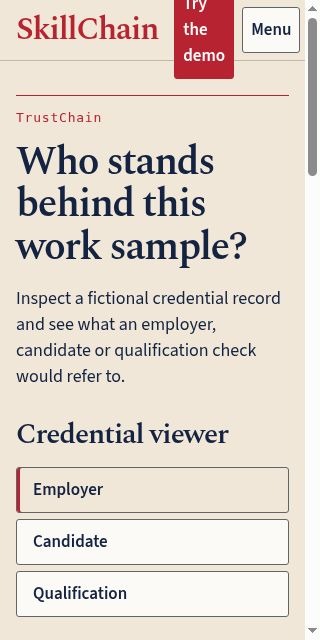 SkillChain
Try
the
demo
Menu
TrustChain
Who stands
behind this
work sample?
Inspect a fictional credential record
and see what an employer,
candidate or qualification check
would refer to.
Credential viewer
Employer
Candidate
Qualification